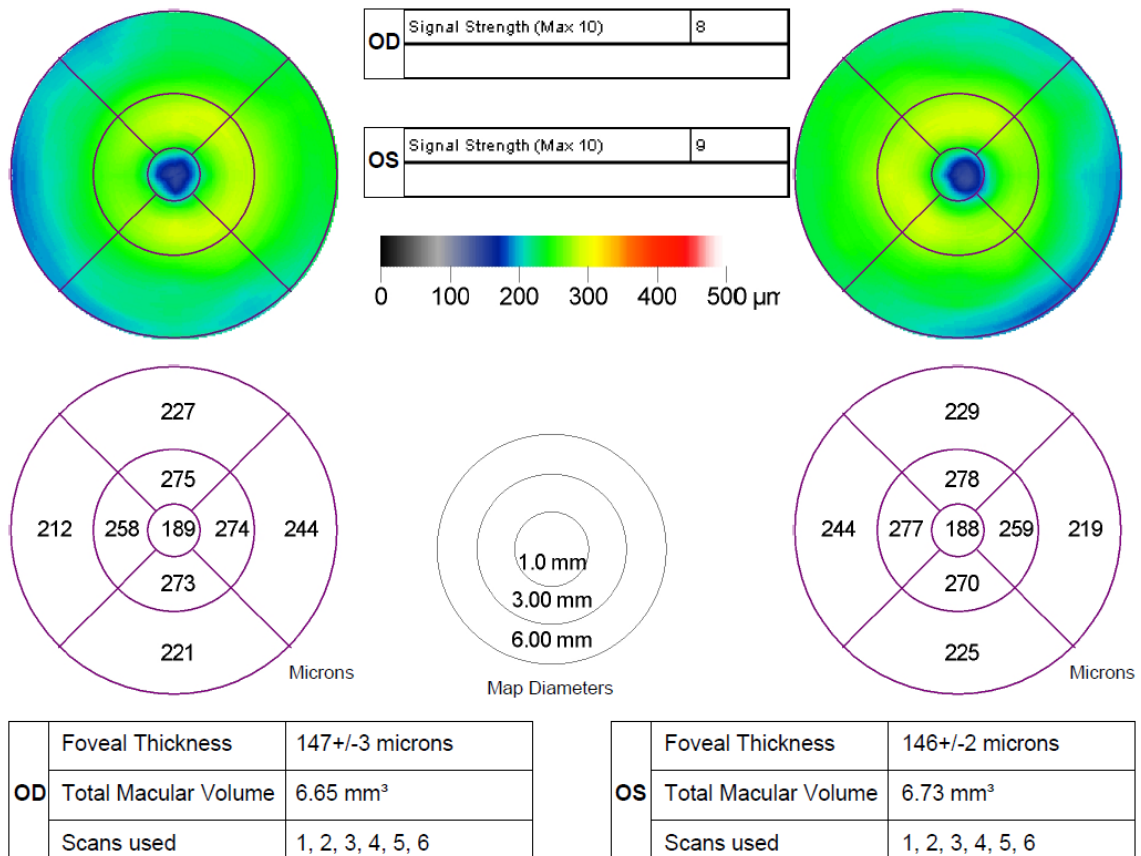 OD Signal Strength (Max 10) 8
OS Signal Strength (Max 10) 9
0 100 200 300 400 500 μm
227
275
212 258 189 274 244
273
221
Microns
1.0 mm
3.00 mm
6.00 mm
Map Diameters
229
278
244 277 188 259 219
270
225
Microns
OD
Foveal Thickness 147+/-3 microns
Total Macular Volume 6.65 mm³
Scans used 1, 2, 3, 4, 5, 6
OS
Foveal Thickness 146+/-2 microns
Total Macular Volume 6.73 mm³
Scans used 1, 2, 3, 4, 5, 6